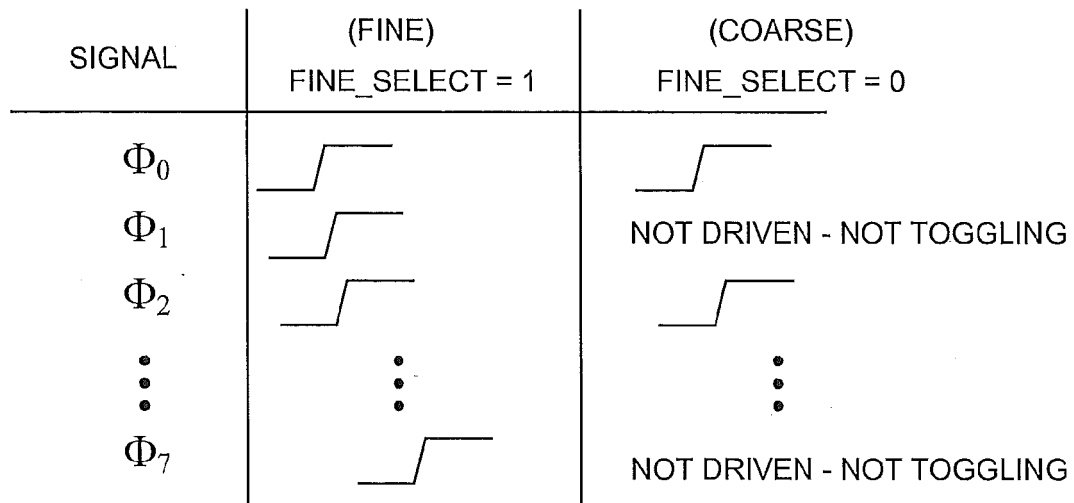 SIGNAL
(FINE)
FINE_SELECT = 1
(COARSE)
FINE_SELECT = 0
Φ0
Φ1
NOT DRIVEN - NOT TOGGLING
Φ2
Φ7
NOT DRIVEN - NOT TOGGLING